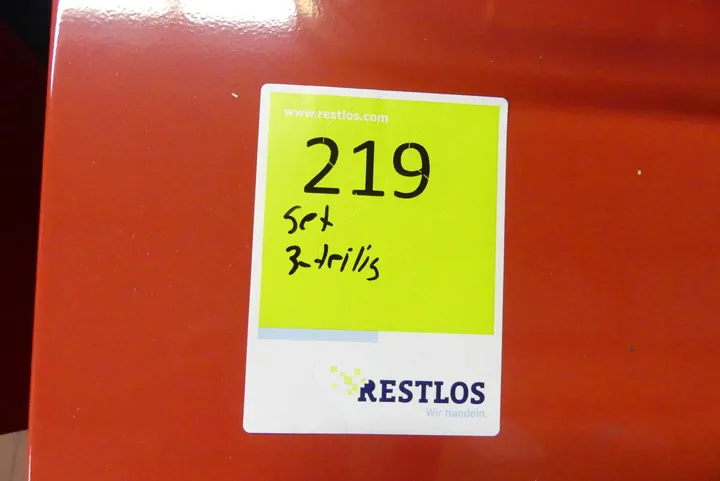 www.restlos.com
219
Set
3-teilig
RESTLOS
Wir handeln.